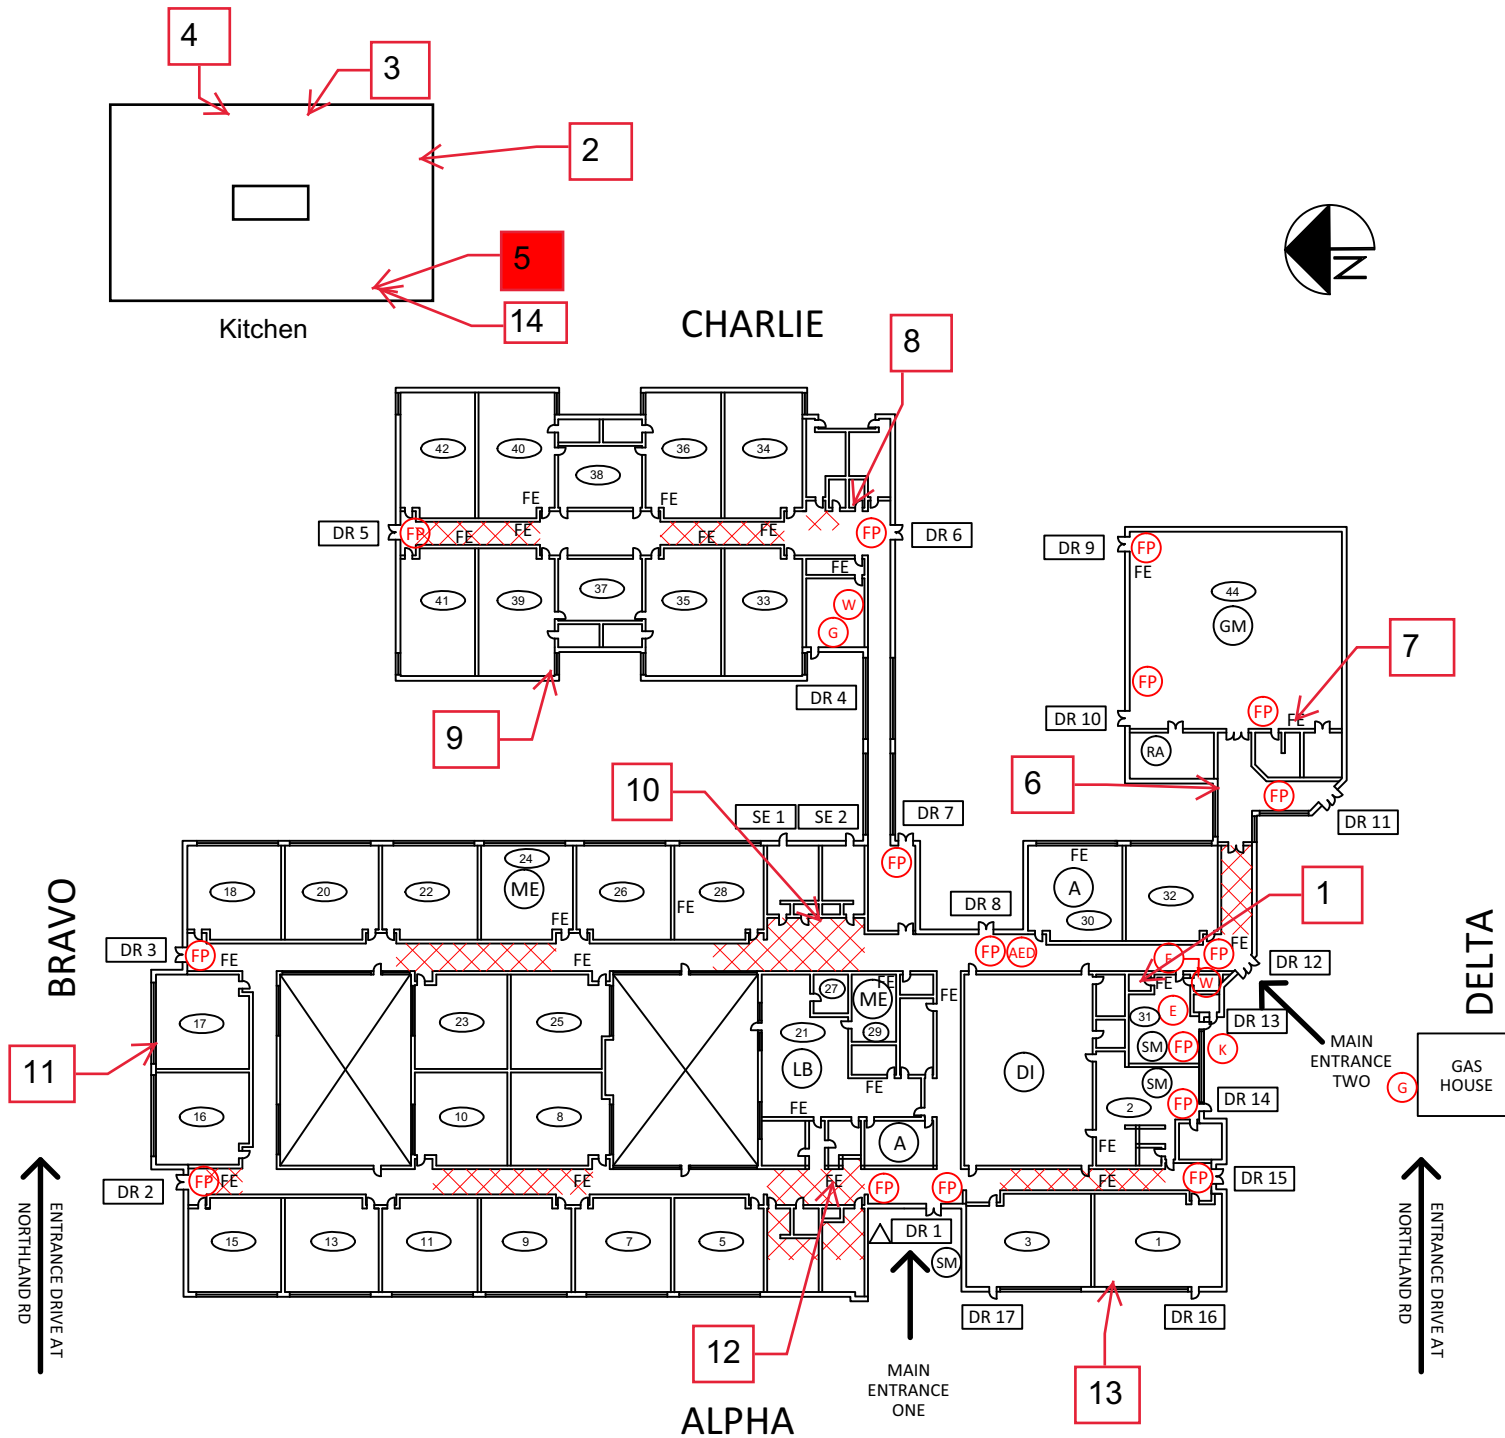 4
3
2
5
14
Kitchen
N
CHARLIE
8
42
40
38
36
34
FE
FE
DR 5
FP
FE
FE
FE
FE
FP
DR 6
41
39
37
35
33
FE
W
G
DR 4
9
DR 9
FP
FE
44
GM
FP
7
DR 10
FP
FE
RA
6
FP
DR 11
10
SE 1
SE 2
DR 7
FP
BRAVO
18
20
22
24
ME
26
28
FE
FE
FE
A
30
32
1
DR 8
DR 3
FP
FE
FE
FP
AED
F
FP
FE
DR 12
DELTA
17
23
25
27
ME
FE
29
21
LB
FE
FE
FE
DI
FE
W
E
31
SM
FP
K
DR 13
MAIN
ENTRANCE
TWO
G
GAS
HOUSE
11
16
10
8
A
SM
2
FP
FE
DR 14
DR 2
FP
FE
FE
FP
FP
FE
FP
DR 15
15
13
11
9
7
5
DR 1
SM
3
1
DR 17
DR 16
12
13
MAIN
ENTRANCE
ONE
ALPHA
ENTRANCE DRIVE AT
NORTHLAND RD
ENTRANCE DRIVE AT
NORTHLAND RD